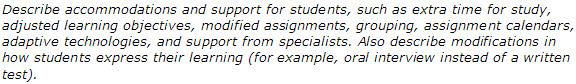 Describe accommodations and support for students, such as extra time for study,
adjusted learning objectives, modified assignments, grouping, assignment calendars,
adaptive technologies, and support from specialists. Also describe modifications in
how students express their learning (for example, oral interview instead of a written
test).